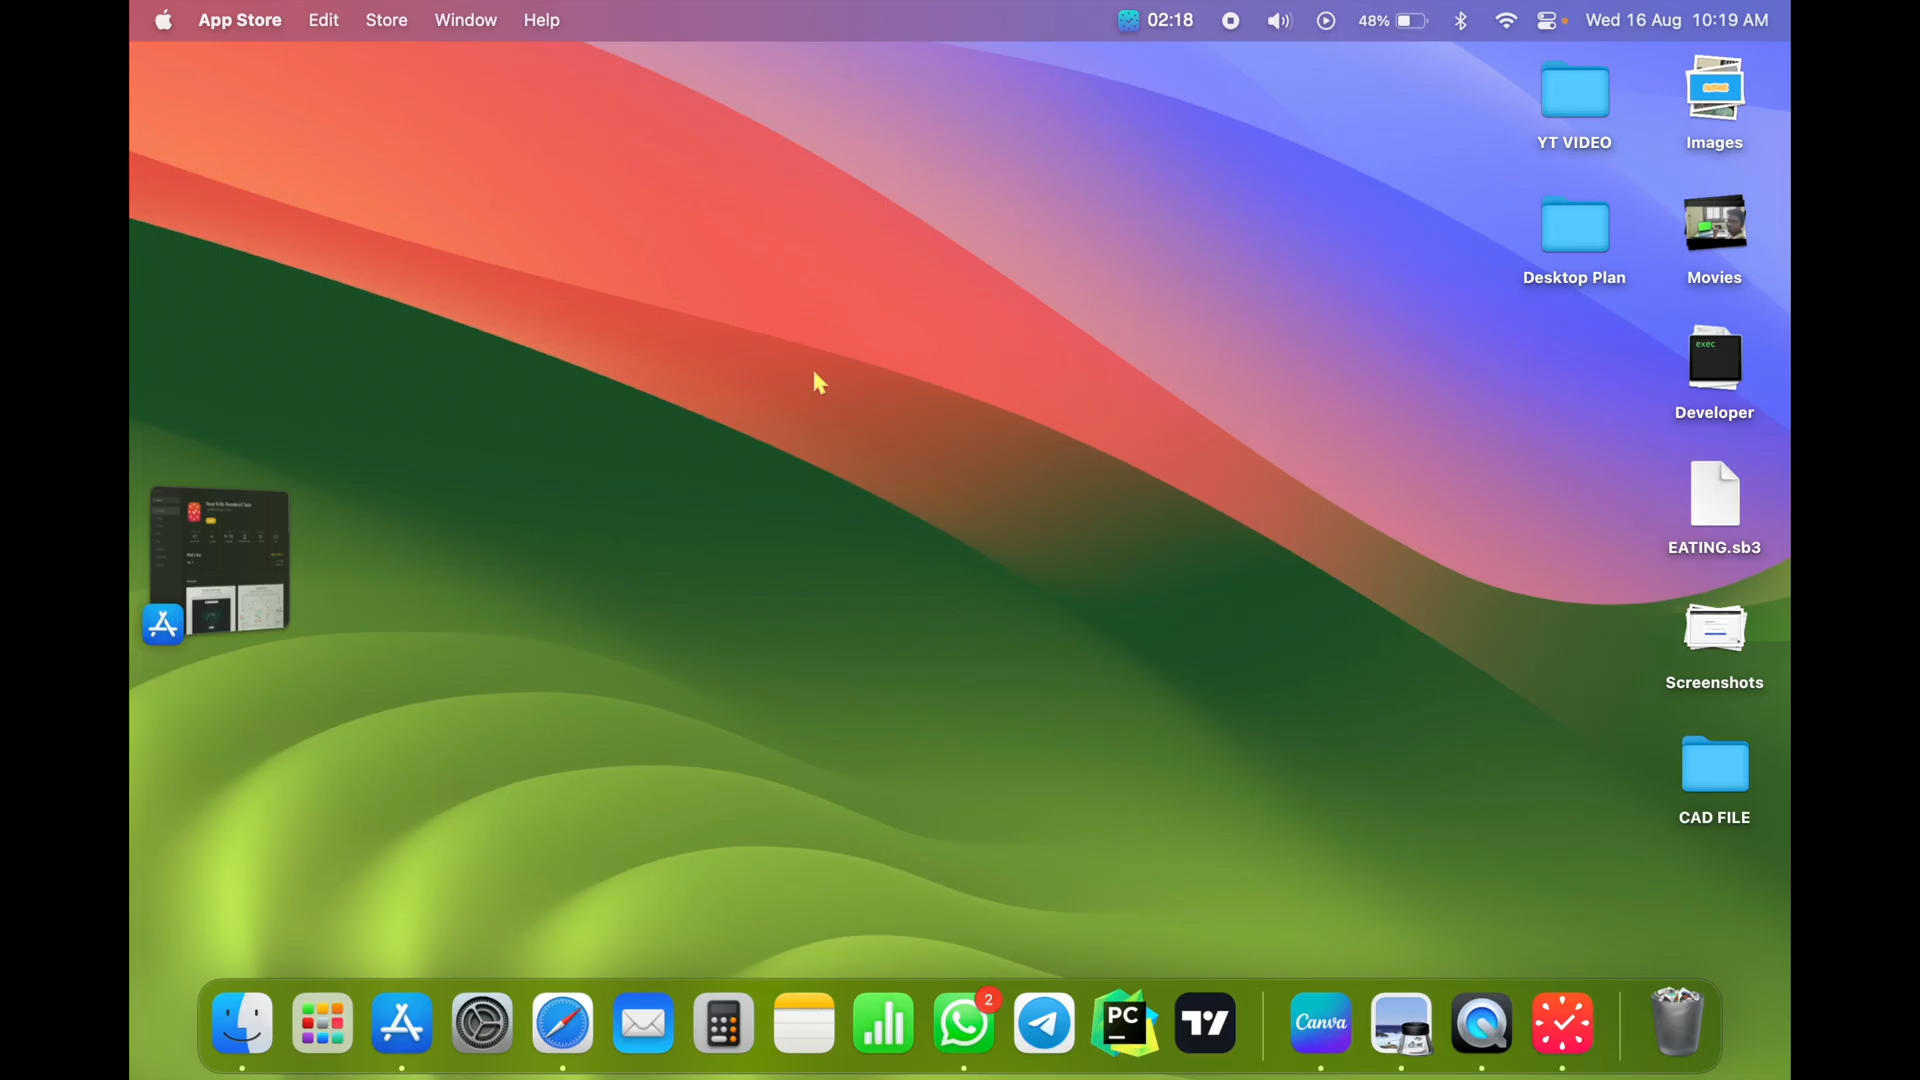 App Store Edit Store Window Help 02:18 48% Wed 16 Aug 10:19 AM
YT VIDEO
Images
Desktop Plan
Movies
exec
Developer
EATING.sb3
Screenshots
CAD FILE
2
Canva
PC